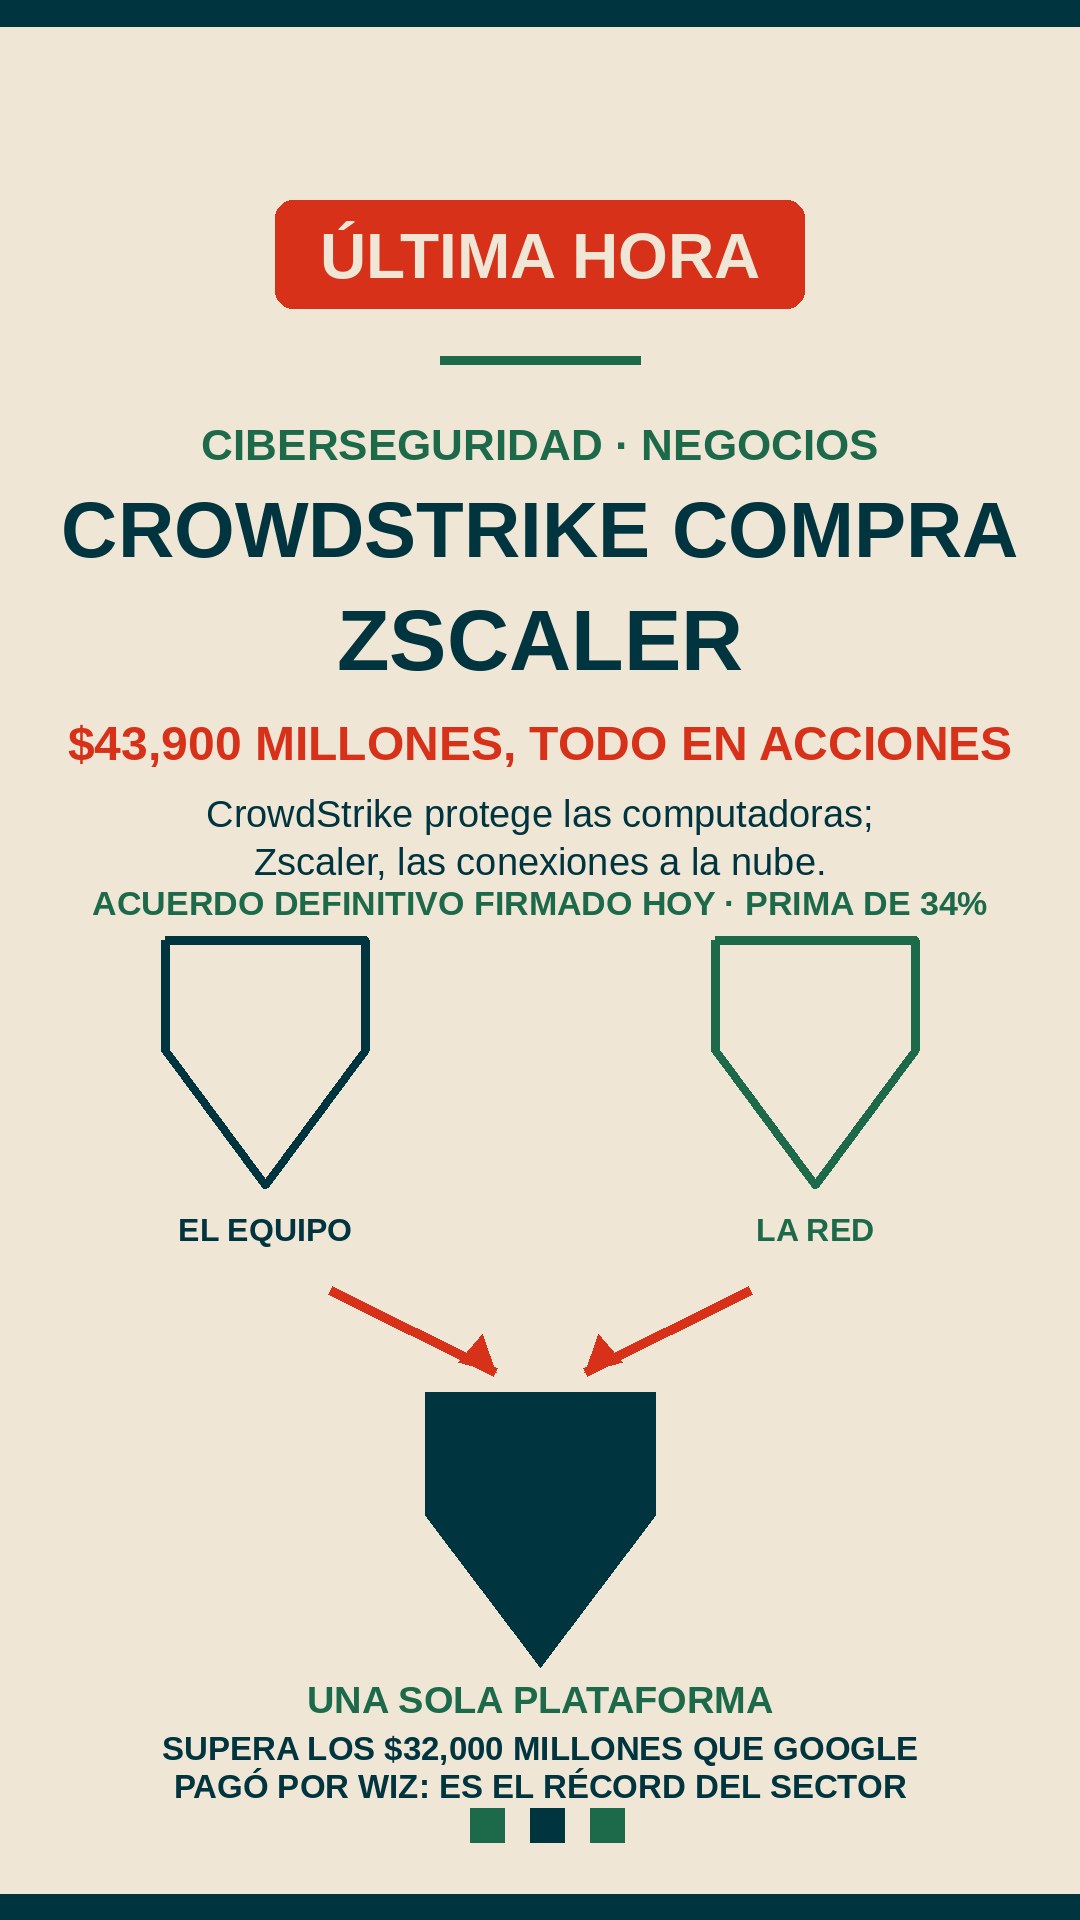 ÚLTIMA HORA
CIBERSEGURIDAD · NEGOCIOS
CROWDSTRIKE COMPRA
ZSCALER
$43,900 MILLONES, TODO EN ACCIONES
CrowdStrike protege las computadoras;
Zscaler, las conexiones a la nube.
ACUERDO DEFINITIVO FIRMADO HOY · PRIMA DE 34%
EL EQUIPO
LA RED
UNA SOLA PLATAFORMA
SUPERA LOS $32,000 MILLONES QUE GOOGLE
PAGÓ POR WIZ: ES EL RÉCORD DEL SECTOR